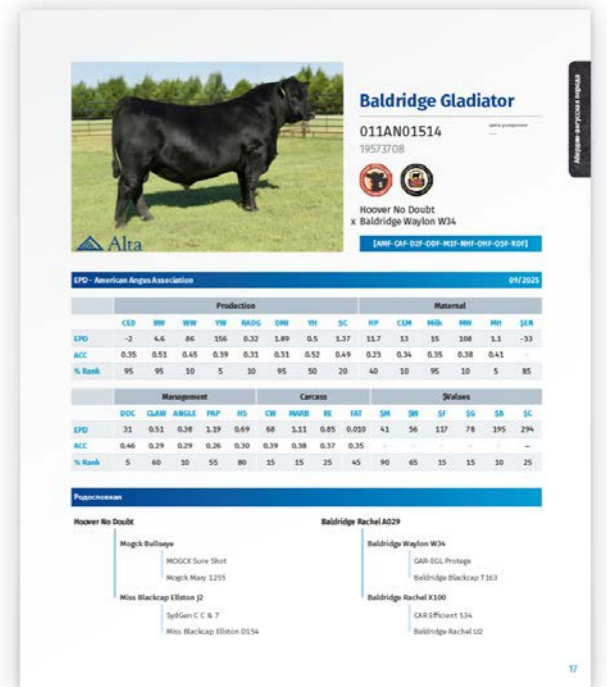 Абердин-ангусская порода
Baldridge Gladiator
011AN01514
19573708
Hoover No Doubt
x Baldridge Waylon W34
[AMF-CAF-D2F-DDF-M1F-NHF-OHF-OSF-RDF]
Alta
EPD - American Angus Association 09/2025
Production Maternal
CED BW WW YW RADG DMI YH SC HP CEM Milk MW MH $EN
EPD -2 4.6 86 156 0.32 1.89 0.5 1.37 11.7 13 15 108 1.1 -33
ACC 0.35 0.51 0.45 0.39 0.31 0.31 0.52 0.49 0.23 0.34 0.35 0.38 0.41 -
% Rank 95 95 10 5 10 95 50 20 40 10 95 10 5 85
Management Carcass $Values
DOC CLAW ANGLE PAP HS CW MARB RE FAT $M $W $F $G $B $C
EPD 31 0.51 0.38 1.19 0.69 68 1.11 0.85 0.010 41 56 117 78 195 294
ACC 0.46 0.29 0.29 0.26 0.30 0.39 0.38 0.37 0.35 - - - - - -
% Rank 5 60 10 55 80 15 15 25 45 90 65 15 15 10 25
Родословная
Hoover No Doubt
Mogck Bullseye
MOGCK Sure Shot
Mogck Mary 1255
Miss Blackcap Ellston J2
SydGen C C & 7
Miss Blackcap Ellston D154
Baldridge Rachel A029
Baldridge Waylon W34
GAR-EGL Protege
Baldridge Blackcap T163
Baldridge Rachel X100
GAR Efficient 534
Baldridge Rachel U2
17